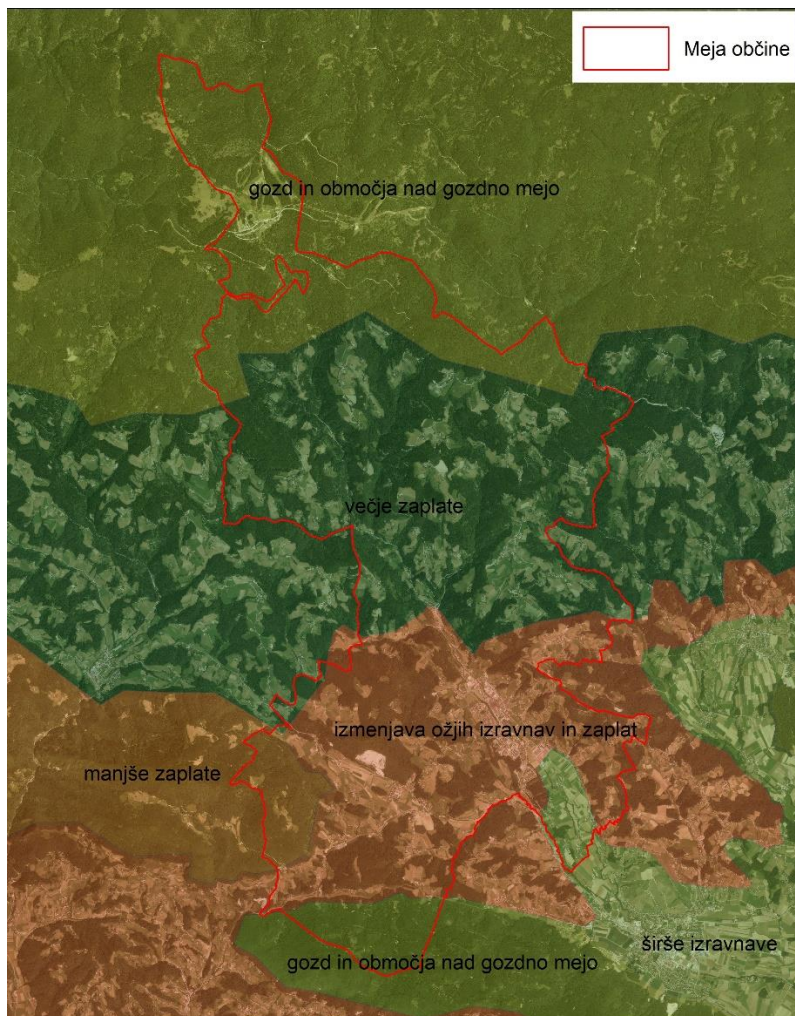 Meja občine
gozd in območja nad gozdno mejo
večje zaplate
izmenjava ožjih izravnav in zaplat
manjše zaplate
širše izravnave
gozd in območja nad gozdno mejo